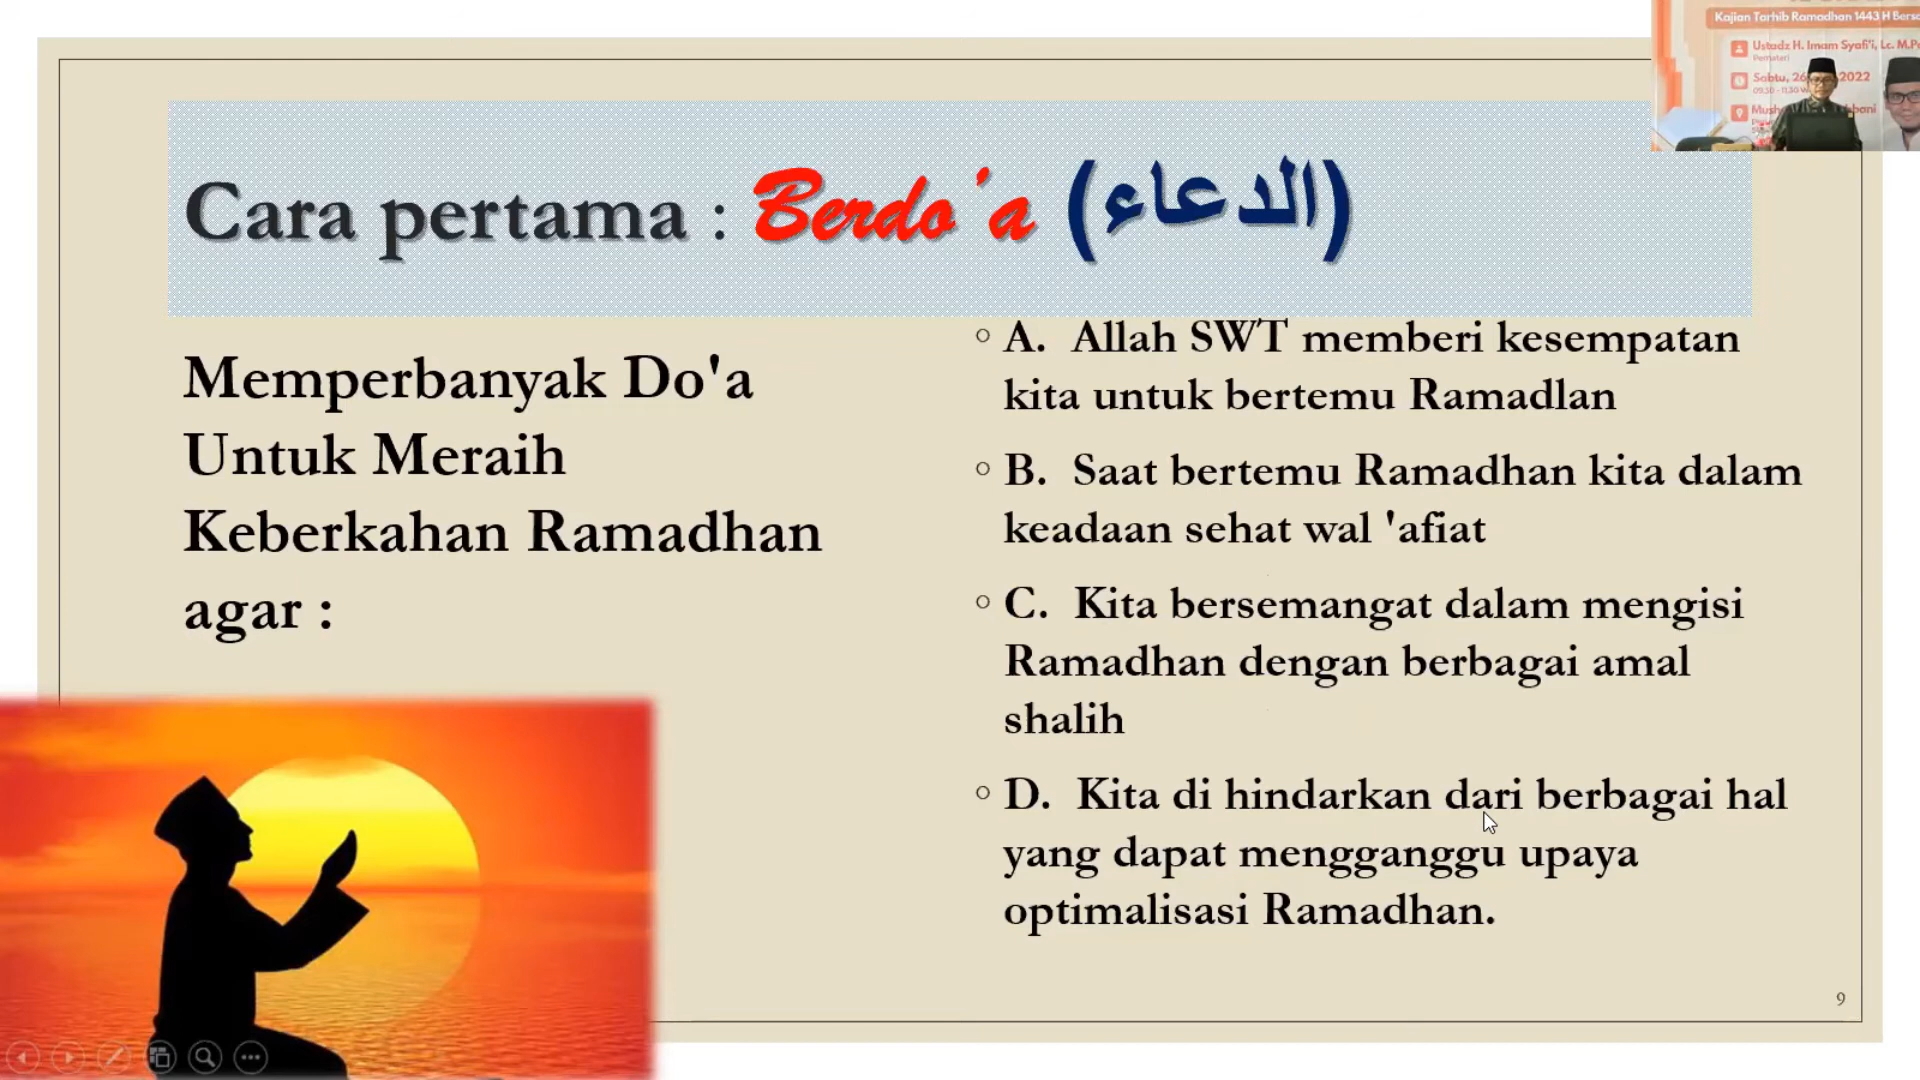 Cara pertama : Berdo'a (الدعاء)
Memperbanyak Do'a
Untuk Meraih
Keberkahan Ramadhan
agar :
A. Allah SWT memberi kesempatan
kita untuk bertemu Ramadlan
B. Saat bertemu Ramadhan kita dalam
keadaan sehat wal 'afiat
C. Kita bersemangat dalam mengisi
Ramadhan dengan berbagai amal
shalih
D. Kita di hindarkan dari berbagai hal
yang dapat mengganggu upaya
optimalisasi Ramadhan.
9
Kajian Tarhib Ramadhan 1443 H
Ustadz H. Imam Syafi'i, Lc.
Pemateri
Sabtu, 26
2022